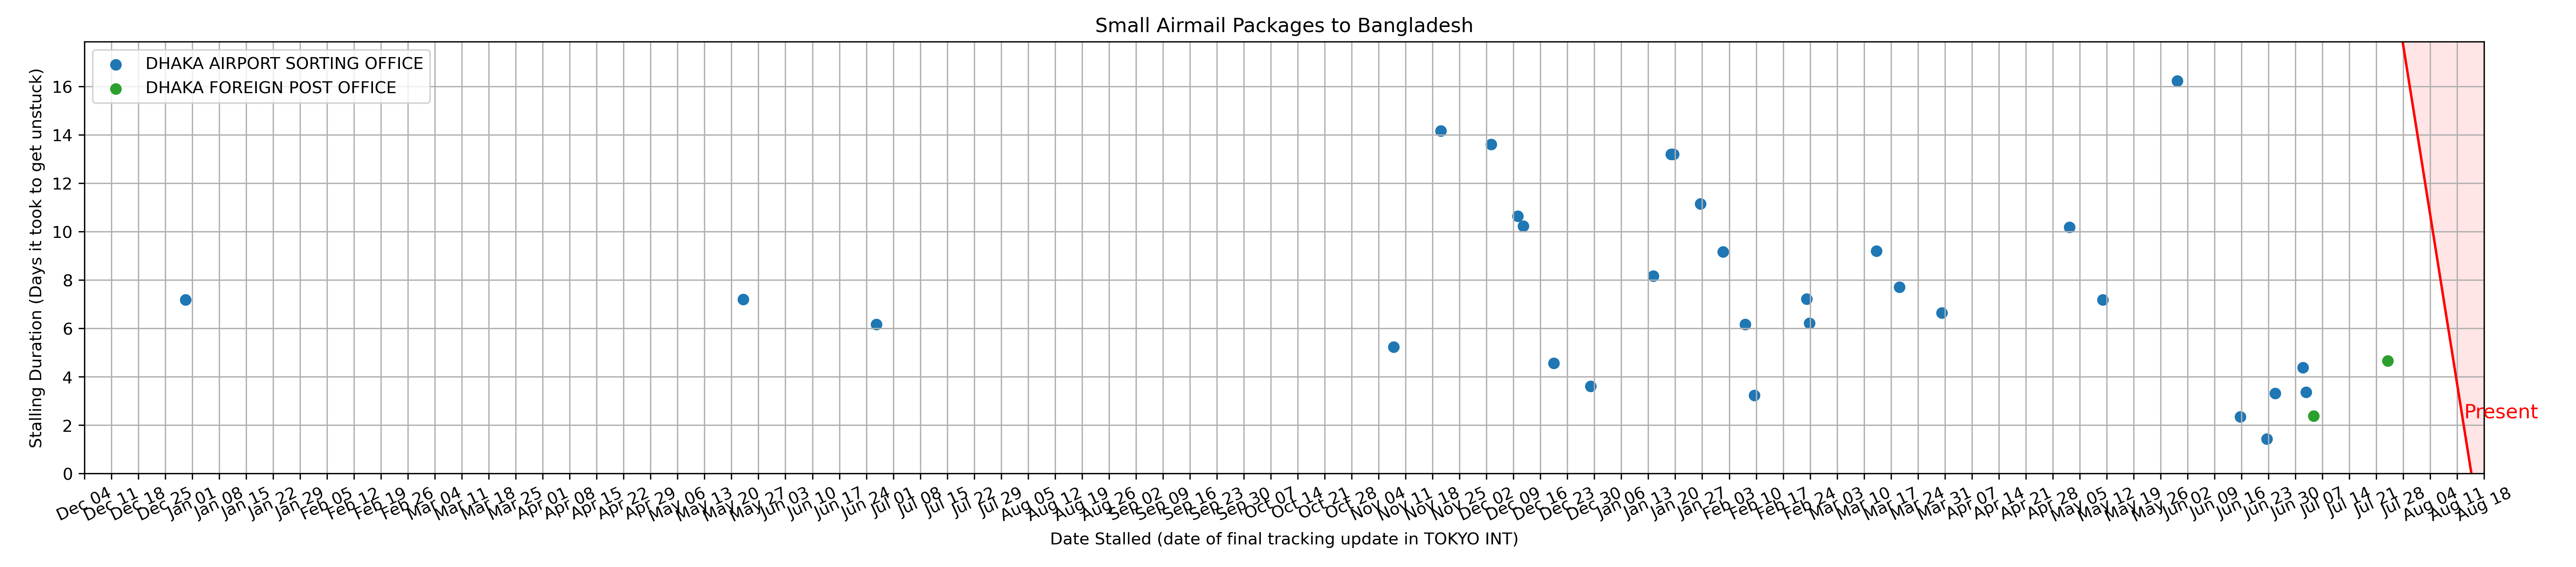 Small Airmail Packages to Bangladesh
DHAKA AIRPORT SORTING OFFICE
DHAKA FOREIGN POST OFFICE
Stalling Duration (Days it took to get unstuck)
16
14
12
10
8
6
4
2
0
Present
Dec 04
Dec 11
Dec 18
Dec 25
Jan 01
Jan 08
Jan 15
Jan 22
Jan 29
Feb 05
Feb 12
Feb 19
Feb 26
Mar 04
Mar 11
Mar 18
Mar 25
Apr 01
Apr 08
Apr 15
Apr 22
Apr 29
May 06
May 13
May 20
May 27
Jun 03
Jun 10
Jun 17
Jun 24
Jul 01
Jul 08
Jul 15
Jul 22
Jul 29
Aug 05
Aug 12
Aug 19
Aug 26
Sep 02
Sep 09
Sep 16
Sep 23
Sep 30
Oct 07
Oct 14
Oct 21
Oct 28
Nov 04
Nov 11
Nov 18
Nov 25
Dec 02
Dec 09
Dec 16
Dec 23
Dec 30
Jan 06
Jan 13
Jan 20
Jan 27
Feb 03
Feb 10
Feb 17
Feb 24
Mar 03
Mar 10
Mar 17
Mar 24
Mar 31
Apr 07
Apr 14
Apr 21
Apr 28
May 05
May 12
May 19
May 26
Jun 02
Jun 09
Jun 16
Jun 23
Jun 30
Jul 07
Jul 14
Jul 21
Jul 28
Aug 04
Aug 11
Aug 18
Date Stalled (date of final tracking update in TOKYO INT)